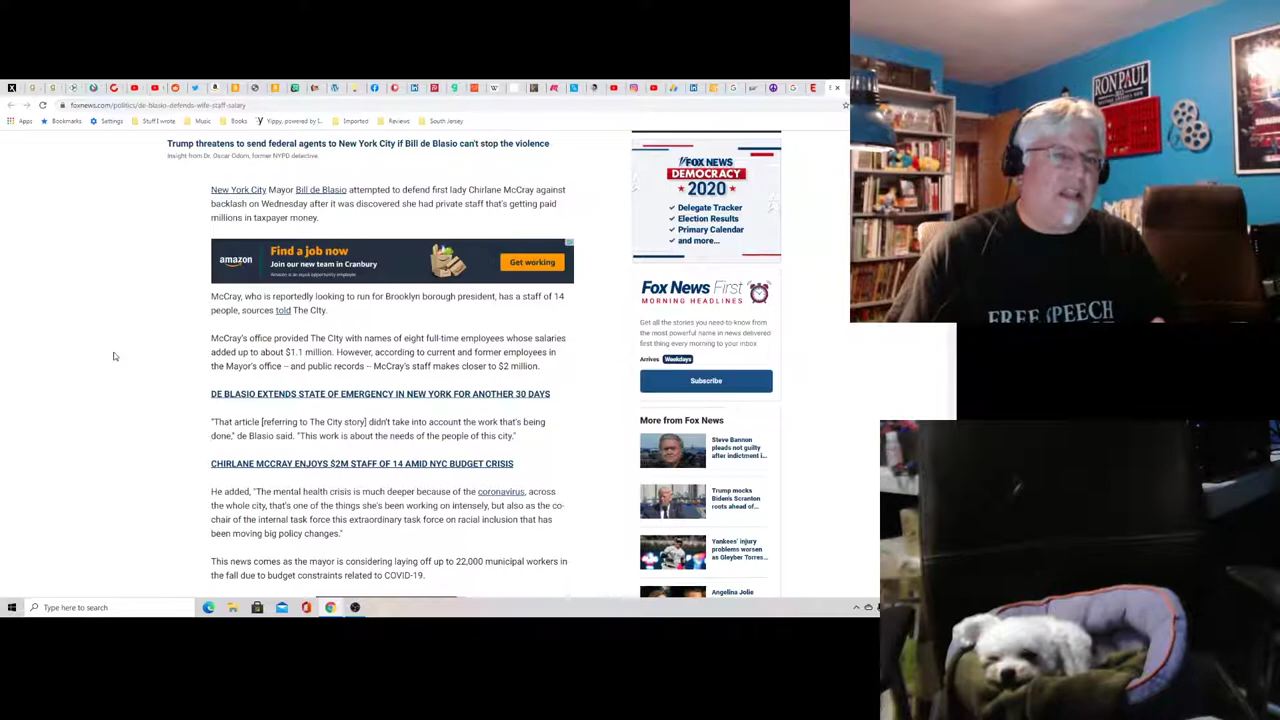 foxnews.com/politics/de-blasio-defends-wife-staff-salary
Apps Bookmarks Settings Stuff I wrote Music Books Yippy, powered by I... Imported Reviews South Jersey
Trump threatens to send federal agents to New York City if Bill de Blasio can't stop the violence
Insight from Dr. Oscar Odom, former NYPD detective.
New York City Mayor Bill de Blasio attempted to defend first lady Chirlane McCray against
backlash on Wednesday after it was discovered she had private staff that's getting paid
millions in taxpayer money.
amazon
Find a job now
Join our new team in Cranbury
Amazon is an equal opportunity employer.
Get working
McCray, who is reportedly looking to run for Brooklyn borough president, has a staff of 14
people, sources told The City.
McCray's office provided The City with names of eight full-time employees whose salaries
added up to about $1.1 million. However, according to current and former employees in
the Mayor's office -- and public records -- McCray's staff makes closer to $2 million.
DE BLASIO EXTENDS STATE OF EMERGENCY IN NEW YORK FOR ANOTHER 30 DAYS
"That article [referring to The City story] didn't take into account the work that's being
done," de Blasio said. "This work is about the needs of the people of this city."
CHIRLANE MCCRAY ENJOYS $2M STAFF OF 14 AMID NYC BUDGET CRISIS
He added, "The mental health crisis is much deeper because of the coronavirus, across
the whole city, that's one of the things she's been working on intensely, but also as the co-
chair of the internal task force this extraordinary task force on racial inclusion that has
been moving big policy changes."
This news comes as the mayor is considering laying off up to 22,000 municipal workers in
the fall due to budget constraints related to COVID-19.
FOX NEWS
DEMOCRACY
2020
Delegate Tracker
Election Results
Primary Calendar
and more...
Fox News First
MORNING HEADLINES
Get all the stories you need-to-know from
the most powerful name in news delivered
first thing every morning to your inbox
Arrives Weekdays
Subscribe
More from Fox News
Steve Bannon
pleads not guilty
after indictment i...
Trump mocks
Biden's Scranton
roots ahead of...
Yankees' injury
problems worsen
as Gleyber Torres...
Angelina Jolie
Type here to search
RON PAUL
FREE SPEECH